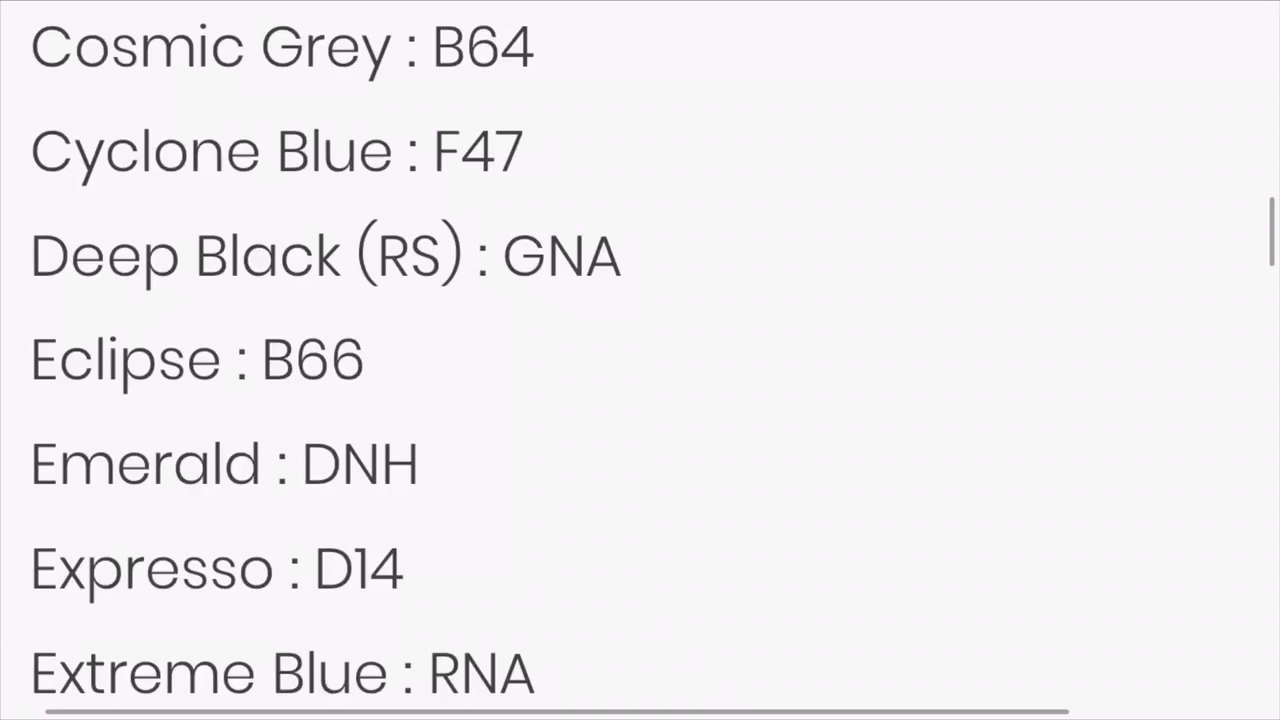 Cosmic Grey : B64
Cyclone Blue : F47
Deep Black (RS) : GNA
Eclipse : B66
Emerald : DNH
Expresso : D14
Extreme Blue : RNA